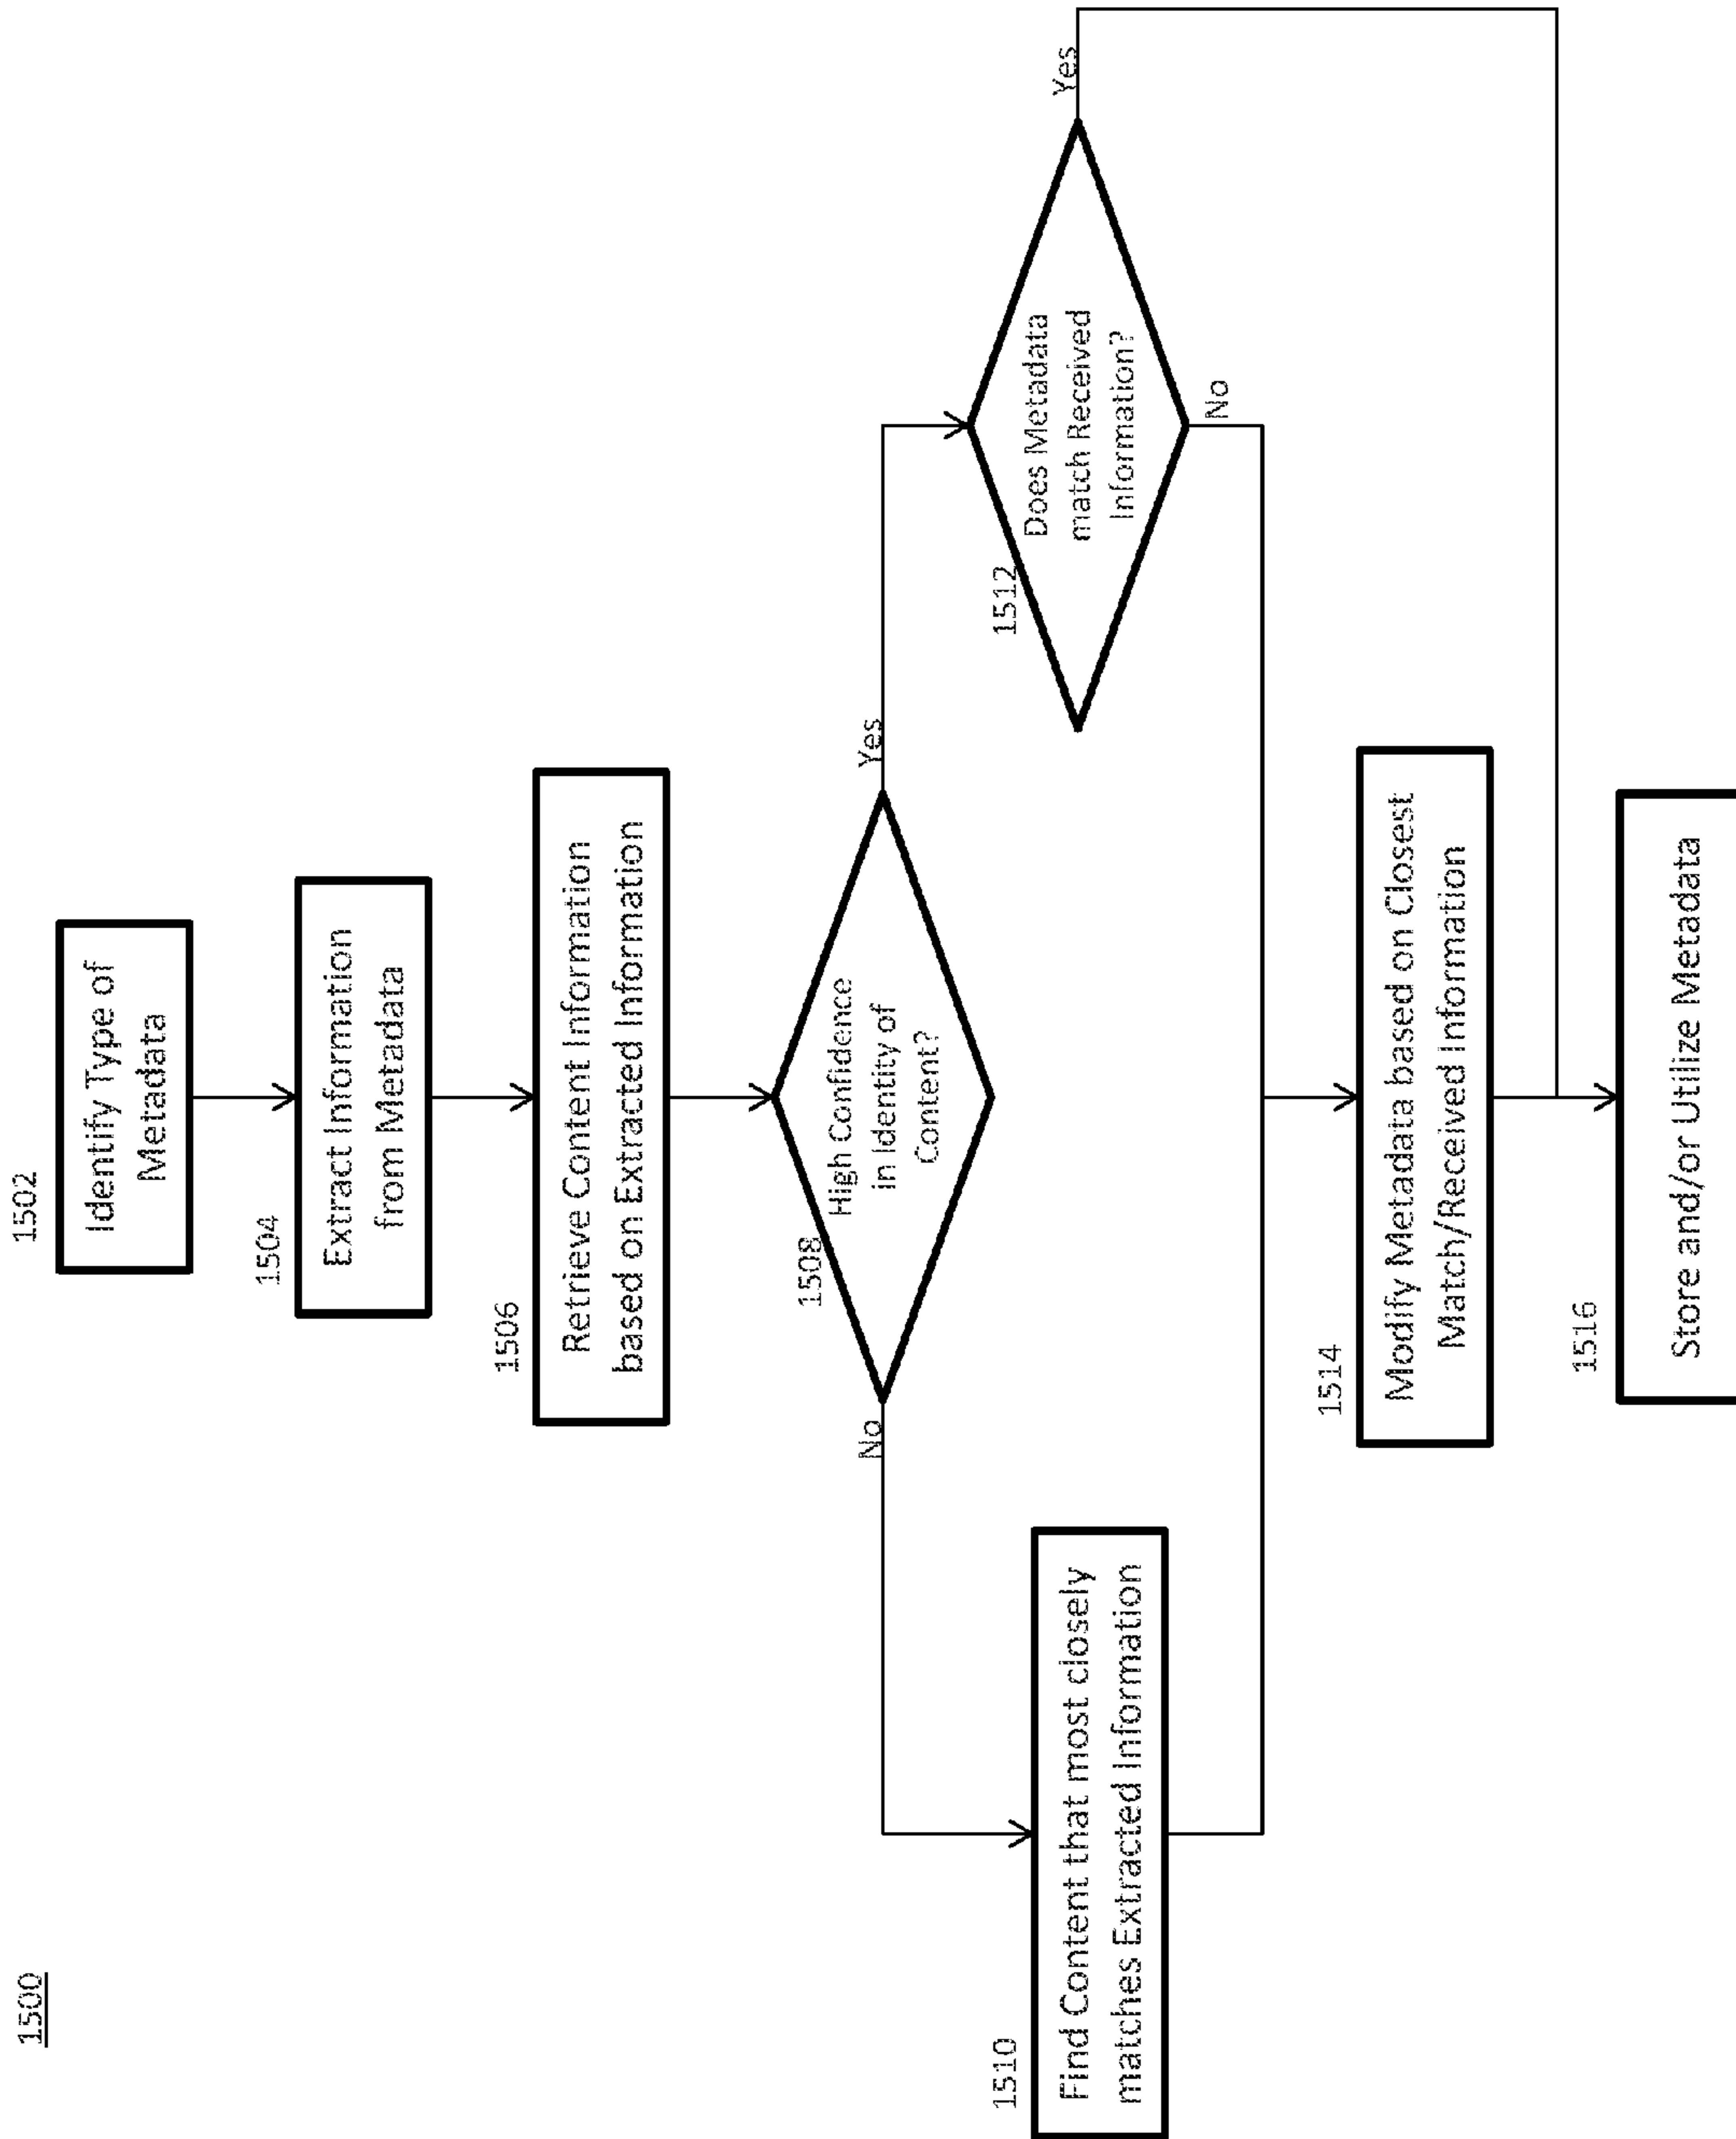 1500
1502
Identify Type of
Metadata
1504
Extract Information
from Metadata
1506
Retrieve Content Information
based on Extracted Information
1508
High Confidence
in Identity of
Content?
No
Yes
1510
Find Content that most closely
matches Extracted Information
1512
Does Metadata
match Received
Information?
Yes
No
1514
Modify Metadata based on Closest
Match/Received Information
1516
Store and/or Utilize Metadata